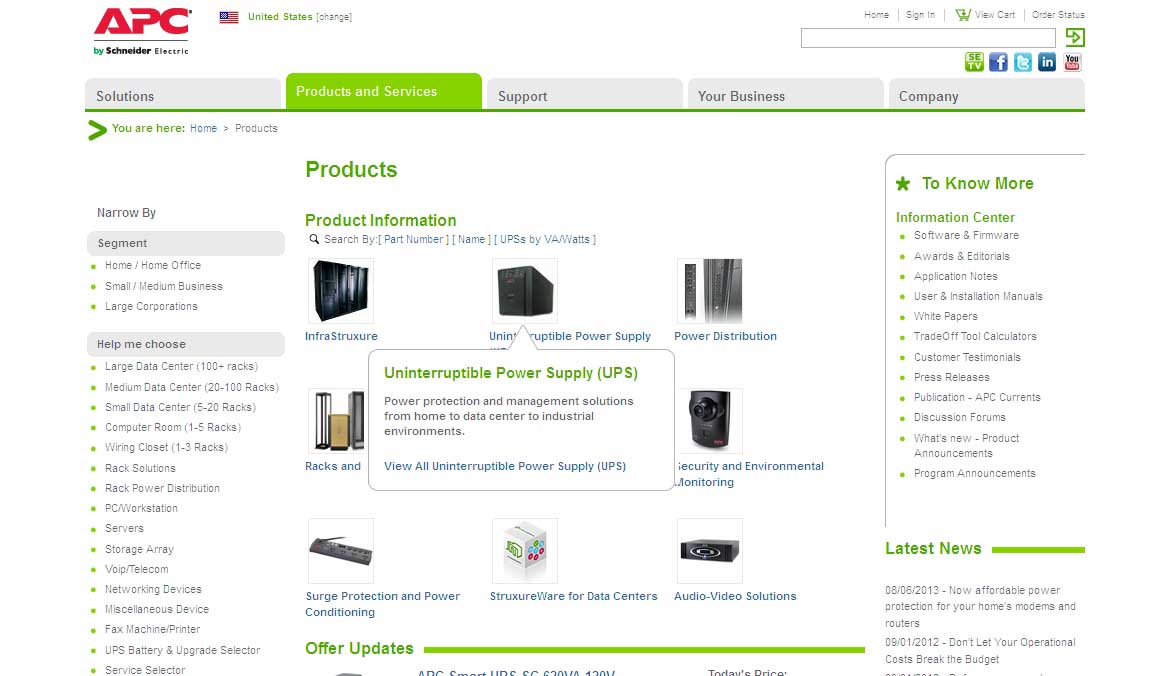 APC
by Schneider Electric
United States [change]
Home
Sign In
View Cart
Order Status
SE TV
in
You Tube
Solutions
Products and Services
Support
Your Business
Company
You are here: Home > Products
Narrow By
Segment
Home / Home Office
Small / Medium Business
Large Corporations
Help me choose
Large Data Center (100+ racks)
Medium Data Center (20-100 Racks)
Small Data Center (5-20 Racks)
Computer Room (1-5 Racks)
Wiring Closet (1-3 Racks)
Rack Solutions
Rack Power Distribution
PC/Workstation
Servers
Storage Array
Voip/Telecom
Networking Devices
Miscellaneous Device
Fax Machine/Printer
UPS Battery & Upgrade Selector
Service Selector
Products
Product Information
Search By:[ Part Number ] [ Name ] [ UPSs by VA/Watts ]
InfraStruxure
Uninterruptible Power Supply
Power Distribution
Uninterruptible Power Supply (UPS)
Power protection and management solutions
from home to data center to industrial
environments.
View All Uninterruptible Power Supply (UPS)
Racks and
Security and Environmental
Monitoring
Surge Protection and Power
Conditioning
StruxureWare for Data Centers
Audio-Video Solutions
Offer Updates
APC Smart-UPS SC 620VA 120V
Today's Price:
To Know More
Information Center
Software & Firmware
Awards & Editorials
Application Notes
User & Installation Manuals
White Papers
TradeOff Tool Calculators
Customer Testimonials
Press Releases
Publication - APC Currents
Discussion Forums
What's new - Product
Announcements
Program Announcements
Latest News
08/06/2013 - Now affordable power
protection for your home's modems and
routers
09/01/2012 - Don't Let Your Operational
Costs Break the Budget